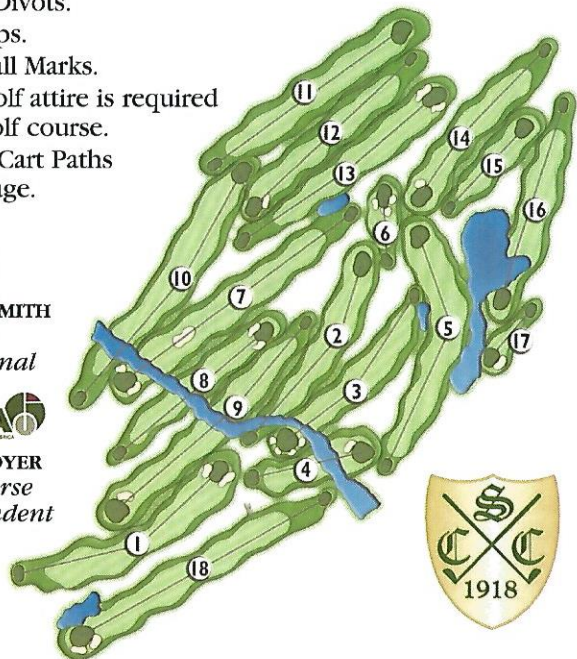 Divots.
ps.
all Marks.
olf attire is required
olf course.
Cart Paths
ge.
MITH
nal
OYER
rse
ndent
11
12
13
14
15
16
6
10
7
2
5
17
8
9
3
4
1
18
S
C C
1918